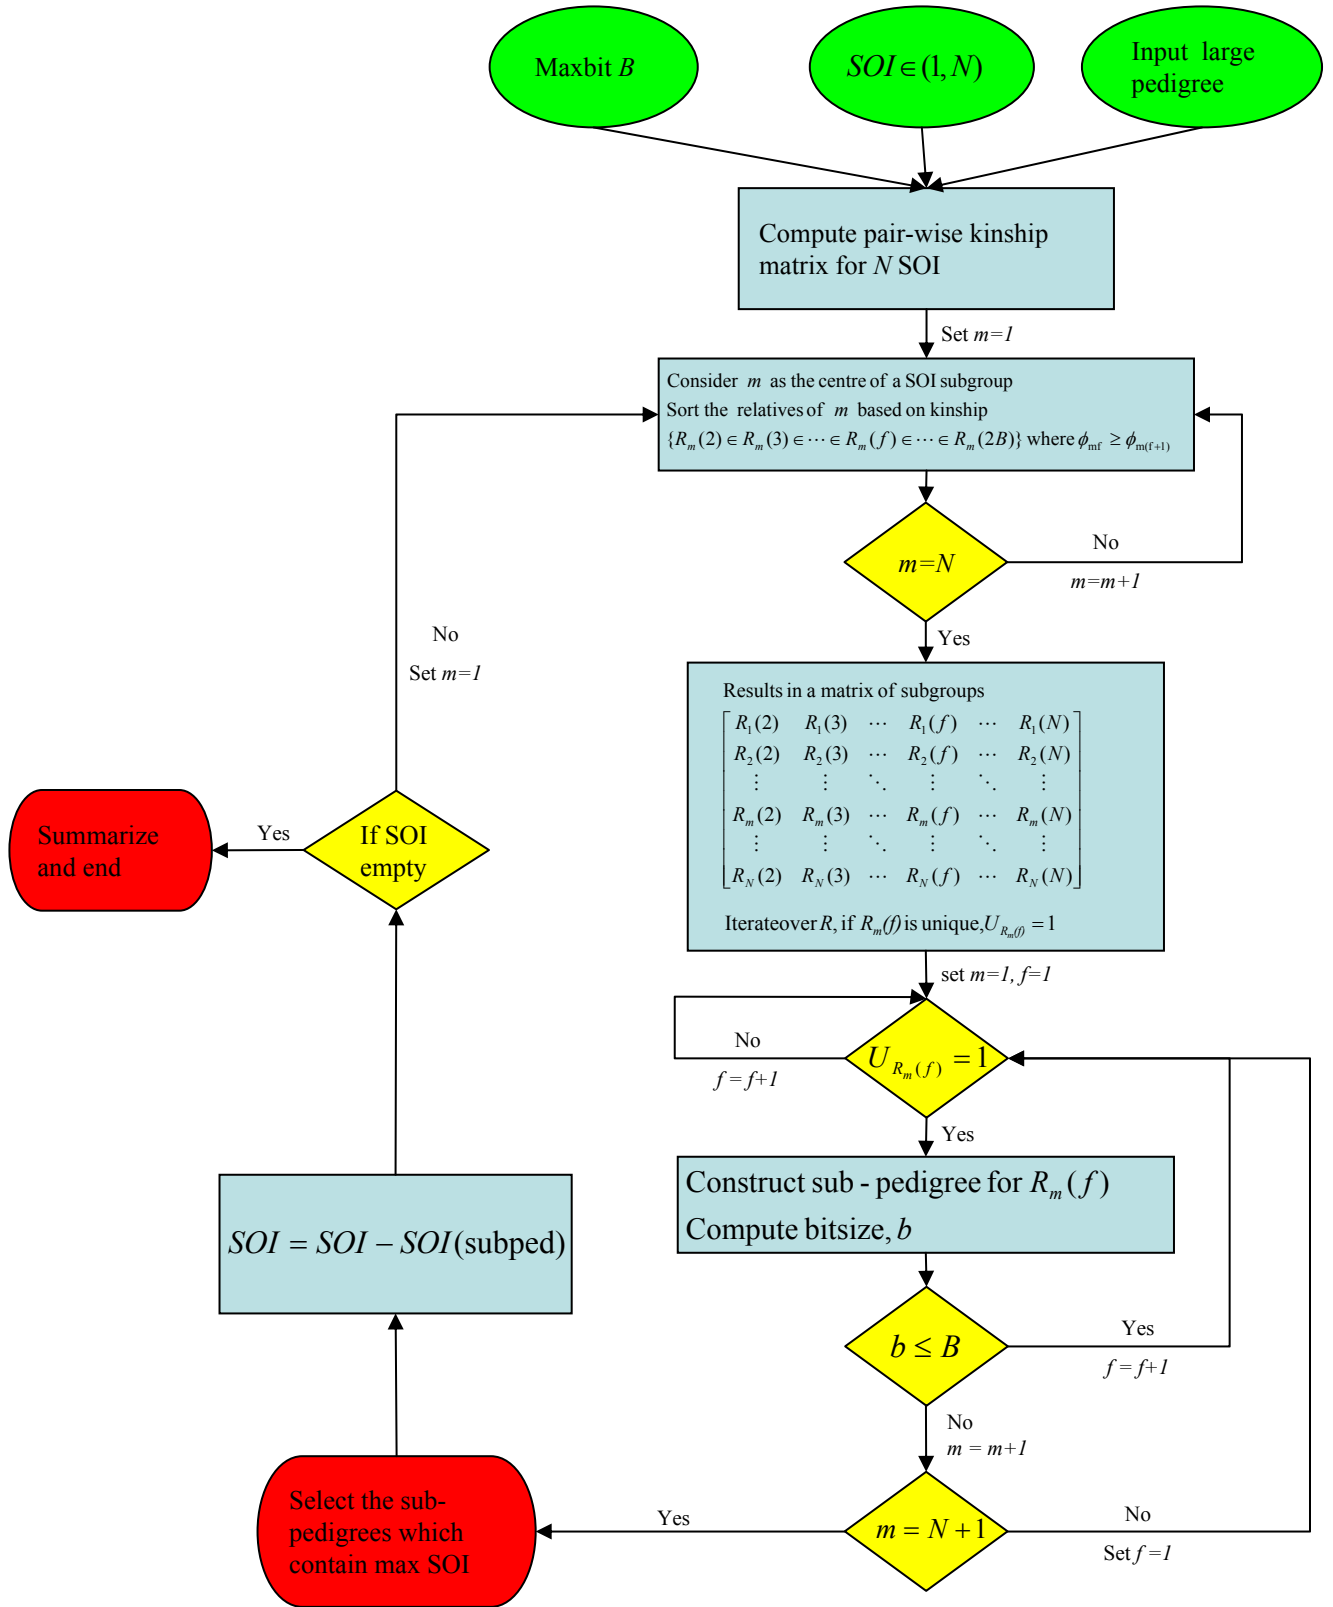 Maxbit B
SOI ∈ (1, N)
Input large
pedigree
Compute pair-wise kinship
matrix for N SOI
Set m=1
Consider m as the centre of a SOI subgroup
Sort the relatives of m based on kinship
{R_m(2) ∈ R_m(3) ∈ ⋯ ∈ R_m(f) ∈ ⋯ ∈ R_m(2B)} where ϕ_mf ≥ ϕ_m(f+1)
m=N
No
m=m+1
Yes
No
Set m=1
Results in a matrix of subgroups
R_1(2) R_1(3) ⋯ R_1(f) ⋯ R_1(N)
R_2(2) R_2(3) ⋯ R_2(f) ⋯ R_2(N)
⋮ ⋮ ⋱ ⋮ ⋱ ⋮
R_m(2) R_m(3) ⋯ R_m(f) ⋯ R_m(N)
⋮ ⋮ ⋱ ⋮ ⋱ ⋮
R_N(2) R_N(3) ⋯ R_N(f) ⋯ R_N(N)
Iterateover R, if R_m(f) is unique, U_{R_m(f)} = 1
Summarize
and end
Yes
If SOI
empty
set m=1, f=1
U_{R_m(f)} = 1
No
f = f+1
Yes
Construct sub - pedigree for R_m(f)
Compute bitsize, b
SOI = SOI − SOI(subped)
b ≤ B
Yes
f = f+1
No
m = m+1
m = N + 1
No
Set f =1
Yes
Select the sub-
pedigrees which
contain max SOI